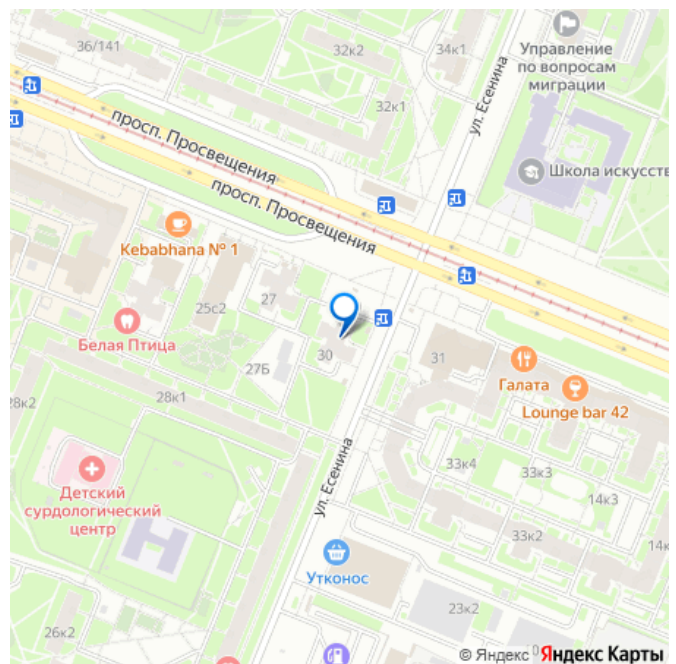 36/141
32к2
34к1
Управление
по вопросам
миграции
32к1
ул. Есенина
просп. Просвещения
Школа искусств
просп. Просвещения
Kebabhana № 1
25с2
27
Белая Птица
30
31
27Б
Галата
28к2
28к1
Lounge bar 42
33к4
33к3
14к3
Детский
сурдологический
центр
ул. Есенина
33к2
14к
Утконос
23к2
26к2
© Яндекс
Яндекс Карты